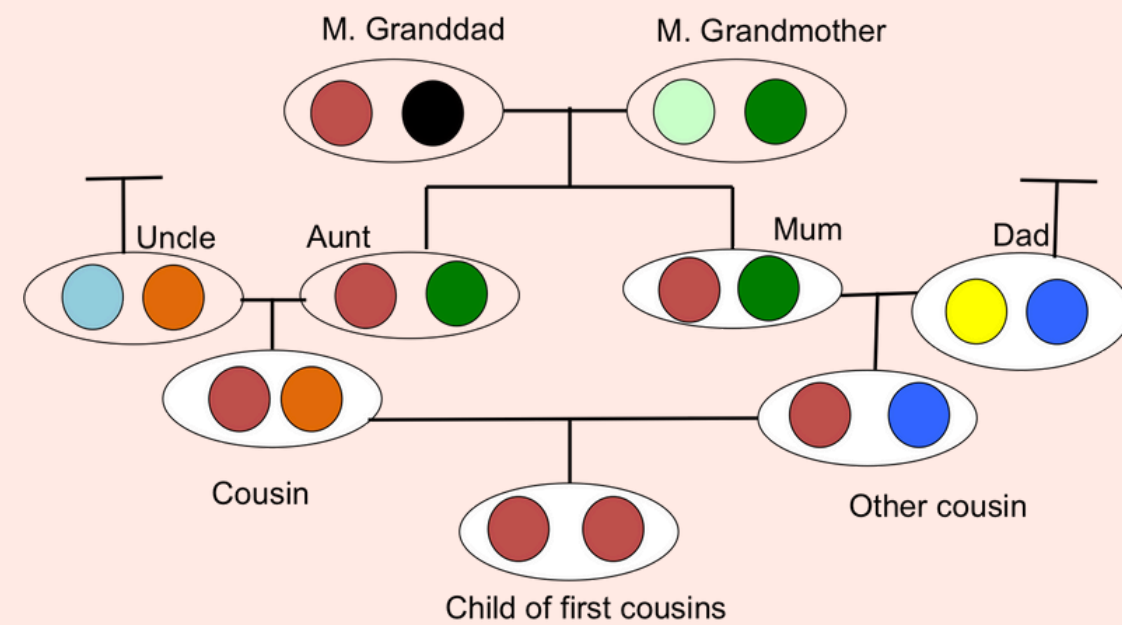 M. Granddad
M. Grandmother
Uncle
Aunt
Mum
Dad
Cousin
Other cousin
Child of first cousins